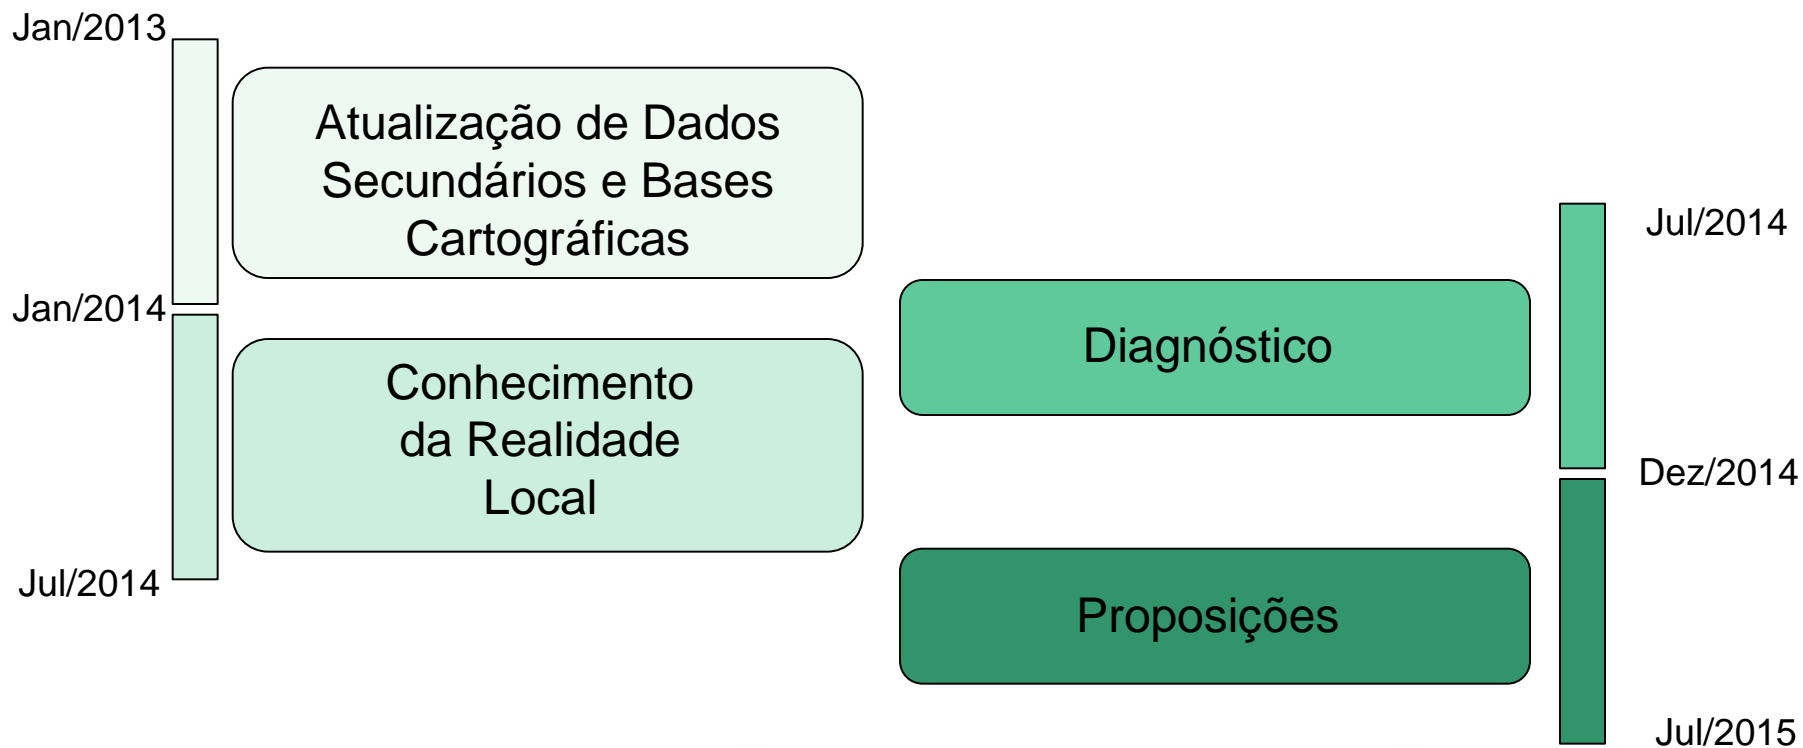 Jan/2013
Atualização de Dados
Secundários e Bases
Cartográficas
Jan/2014
Conhecimento
da Realidade
Local
Jul/2014
Jul/2014
Diagnóstico
Dez/2014
Proposições
Jul/2015